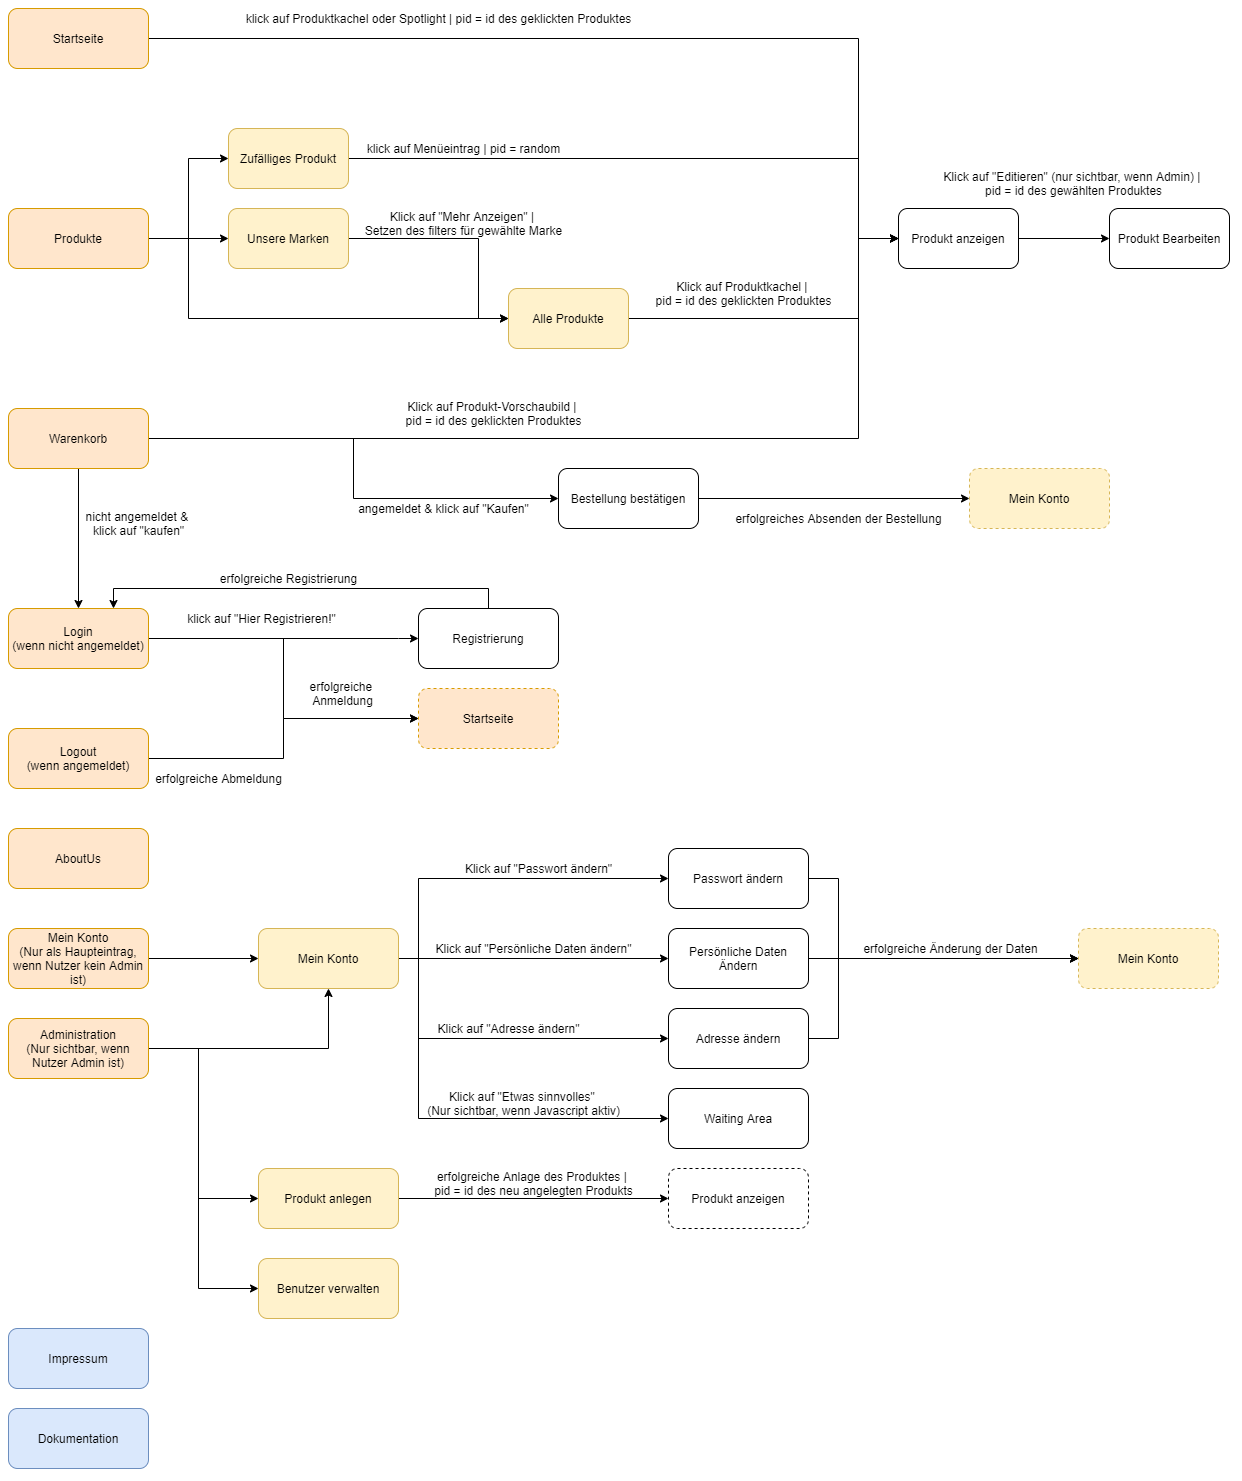 klick auf Produktkachel oder Spotlight | pid = id des geklickten Produktes
Startseite
Zufälliges Produkt
klick auf Menüeintrag | pid = random
Klick auf "Editieren" (nur sichtbar, wenn Admin) |
pid = id des gewählten Produktes
Produkte
Unsere Marken
Klick auf "Mehr Anzeigen" |
Setzen des filters für gewählte Marke
Produkt anzeigen
Produkt Bearbeiten
Klick auf Produktkachel |
pid = id des geklickten Produktes
Alle Produkte
Klick auf Produkt-Vorschaubild |
pid = id des geklickten Produktes
Warenkorb
Bestellung bestätigen
Mein Konto
angemeldet & klick auf "Kaufen"
erfolgreiches Absenden der Bestellung
nicht angemeldet &
klick auf "kaufen"
erfolgreiche Registrierung
Login
(wenn nicht angemeldet)
klick auf "Hier Registrieren!"
Registrierung
erfolgreiche
Anmeldung
Startseite
Logout
(wenn angemeldet)
erfolgreiche Abmeldung
AboutUs
Klick auf "Passwort ändern"
Passwort ändern
Mein Konto
(Nur als Haupteintrag,
wenn Nutzer kein Admin
ist)
Mein Konto
Klick auf "Persönliche Daten ändern"
Persönliche Daten
Ändern
erfolgreiche Änderung der Daten
Mein Konto
Administration
(Nur sichtbar, wenn
Nutzer Admin ist)
Klick auf "Adresse ändern"
Adresse ändern
Klick auf "Etwas sinnvolles"
(Nur sichtbar, wenn Javascript aktiv)
Waiting Area
Produkt anlegen
erfolgreiche Anlage des Produktes |
pid = id des neu angelegten Produkts
Produkt anzeigen
Benutzer verwalten
Impressum
Dokumentation